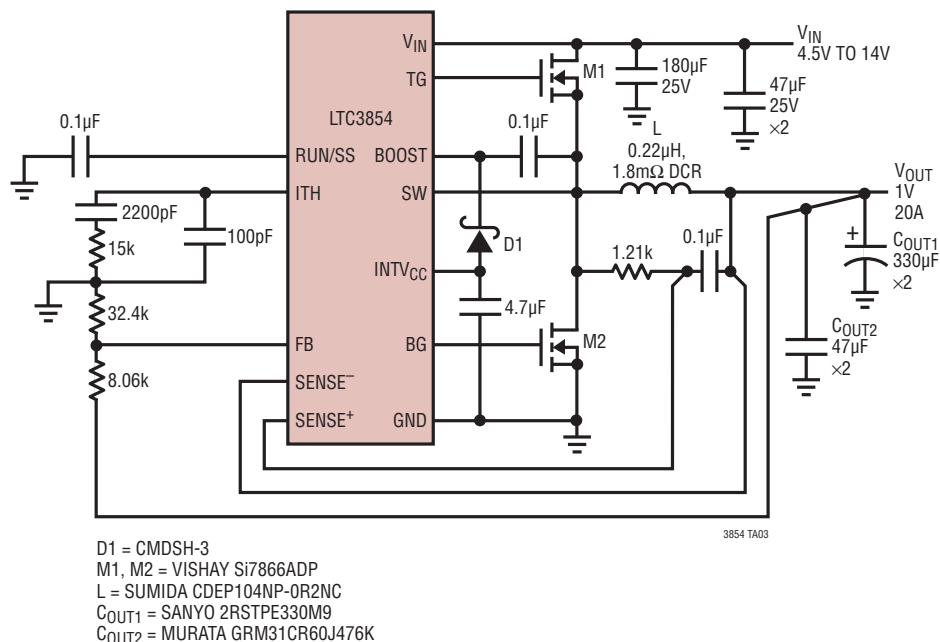 VIN
4.5V TO 14V
VIN
TG
M1
180µF
25V
47µF
25V
×2
LTC3854
0.1µF
0.1µF
L
0.22µH,
1.8mΩ DCR
RUN/SS
BOOST
ITH
SW
VOUT
1V
20A
2200pF
100pF
15k
D1
1.21k
0.1µF
+
COUT1
330µF
×2
INTVCC
32.4k
4.7µF
FB
BG
M2
COUT2
47µF
×2
8.06k
SENSE–
SENSE+
GND
3854 TA03
D1 = CMDSH-3
M1, M2 = VISHAY Si7866ADP
L = SUMIDA CDEP104NP-0R2NC
COUT1 = SANYO 2RSTPE330M9
COUT2 = MURATA GRM31CR60J476K